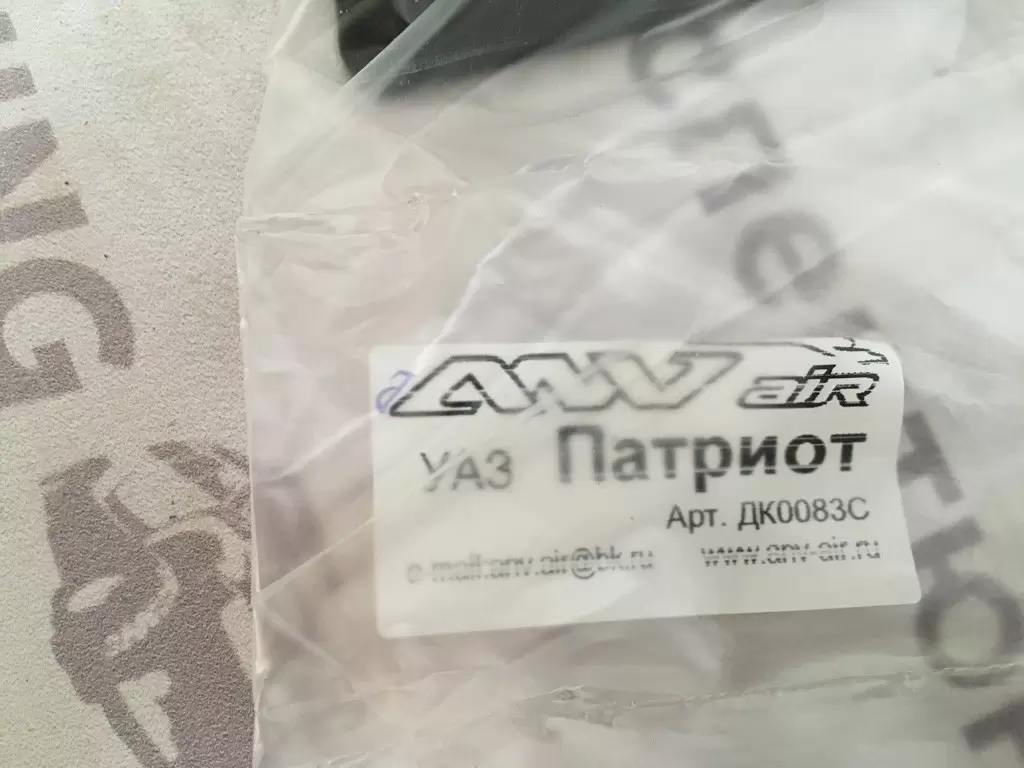 ANV air
УАЗ Патриот
Арт. ДК0083С
e-mail:anv.air@bk.ru www.anv-air.ru